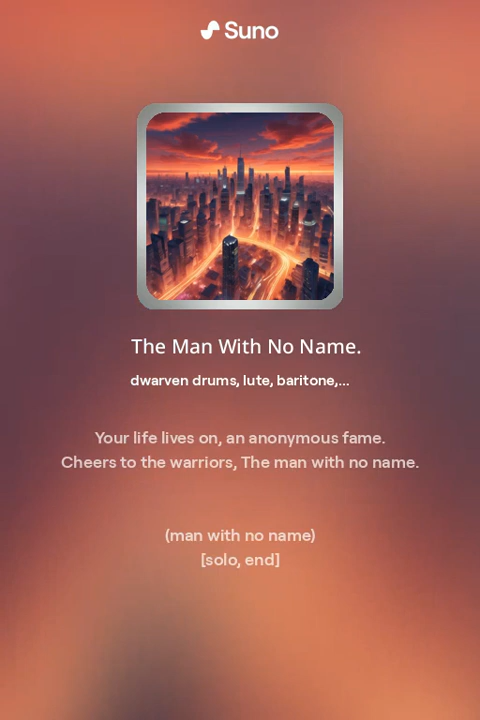 Suno
The Man With No Name.
dwarven drums, lute, baritone,...
Your life lives on, an anonymous fame.
Cheers to the warriors, The man with no name.
(man with no name)
[solo, end]